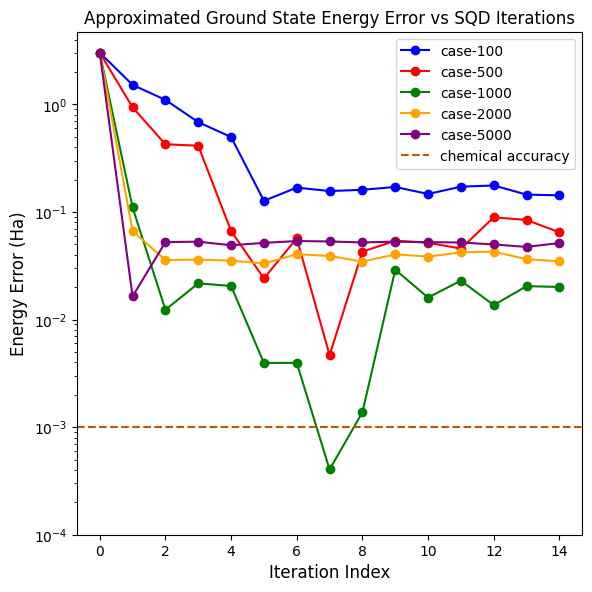 Approximated Ground State Energy Error vs SQD Iterations
Energy Error (Ha)
10⁰
10⁻¹
10⁻²
10⁻³
10⁻⁴
case-100
case-500
case-1000
case-2000
case-5000
chemical accuracy
0 2 4 6 8 10 12 14
Iteration Index